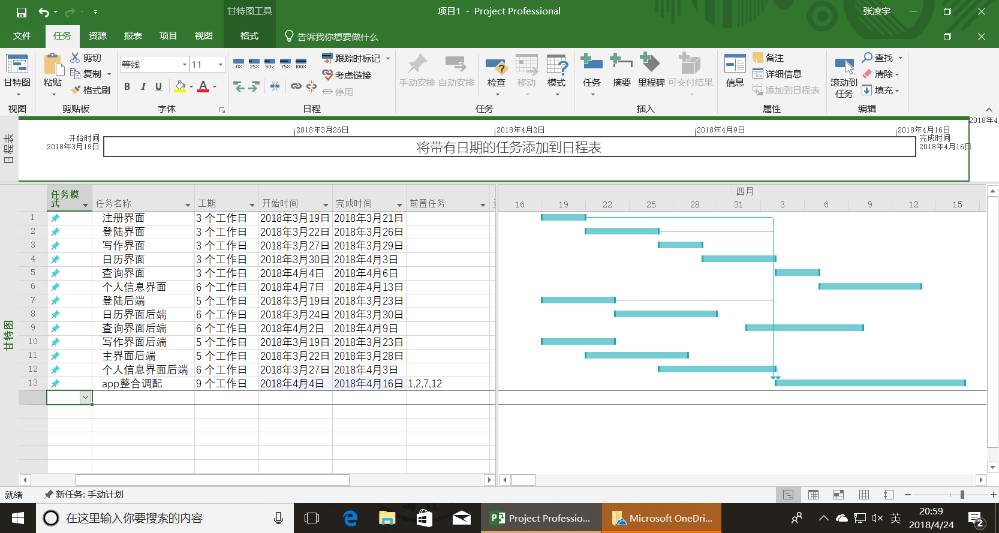 甘特图工具
项目1 - Project Professional
张凌宇
文件 任务 资源 报表 项目 视图 格式 告诉我你想要做什么
甘特图
视图
粘贴
剪切
复制
格式刷
剪贴板
等线 11
B I U A
字体
0% 25% 50% 75% 100%
跟踪时标记
考虑链接
停用
日程
手动安排 自动安排 检查 移动 模式
任务
任务 摘要 里程碑 可交付结果
插入
信息
备注
详细信息
添加到日程表
属性
滚动到
任务
查找
清除
填充
编辑
日程表
开始时间
2018年3月19日
2018年3月26日 2018年4月2日 2018年4月9日 2018年4月16日
2018年4
将带有日期的任务添加到日程表
完成时间
2018年4月16日
任务模式 任务名称 工期 开始时间 完成时间 前置任务
四月
16 19 22 25 28 31 3 6 9 12 15
1 注册界面 3 个工作日 2018年3月19日 2018年3月21日
2 登陆界面 3 个工作日 2018年3月22日 2018年3月26日
3 写作界面 3 个工作日 2018年3月27日 2018年3月29日
4 日历界面 3 个工作日 2018年3月30日 2018年4月3日
5 查询界面 3 个工作日 2018年4月4日 2018年4月6日
6 个人信息界面 6 个工作日 2018年4月7日 2018年4月13日
7 登陆后端 5 个工作日 2018年3月19日 2018年3月23日
8 日历界面后端 6 个工作日 2018年3月24日 2018年3月30日
9 查询界面后端 6 个工作日 2018年4月2日 2018年4月9日
10 写作界面后端 5 个工作日 2018年3月19日 2018年3月23日
11 主界面后端 5 个工作日 2018年3月22日 2018年3月28日
12 个人信息界面后端 6 个工作日 2018年3月27日 2018年4月3日
13 app整合调配 9 个工作日 2018年4月4日 2018年4月16日 1,2,7,12
甘特图
就绪 新任务: 手动计划
在这里输入你要搜索的内容
Project Professio...
Microsoft OneDri...
英
20:59
2018/4/24
2